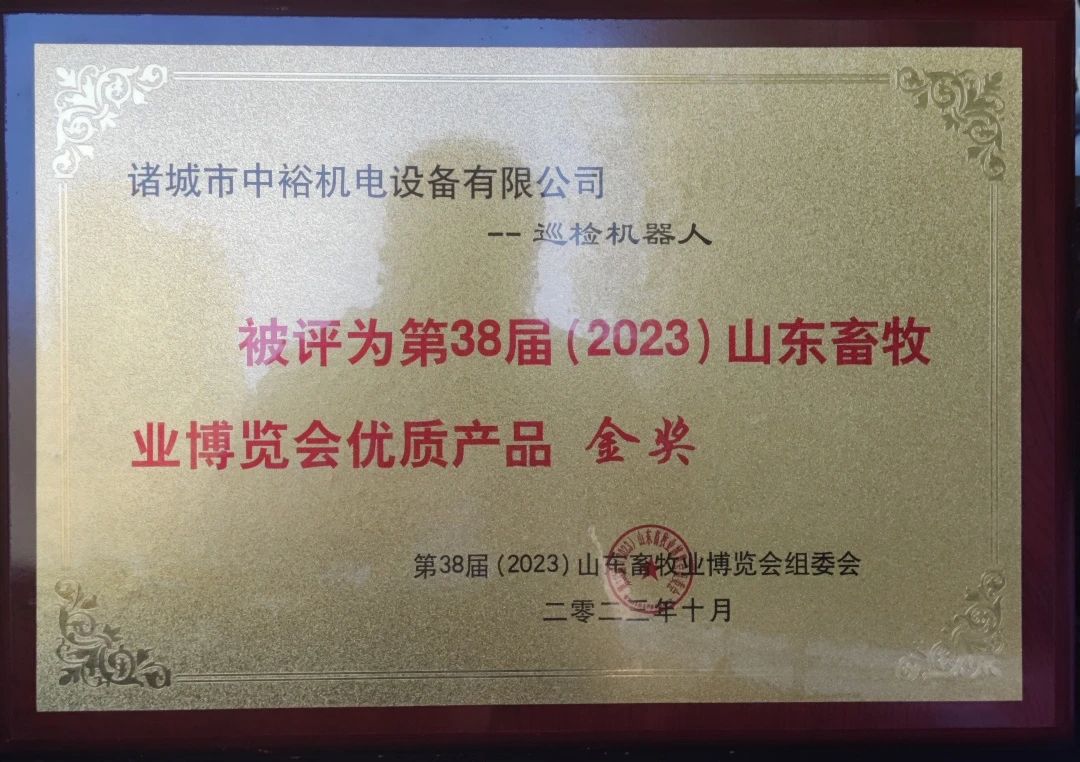 诸城市中裕机电设备有限公司
-- 巡检机器人
被评为第38届(2023)山东畜牧
业博览会优质产品 金奖
第38届(2023)山东畜牧业博览会组委会
二零二三年十月